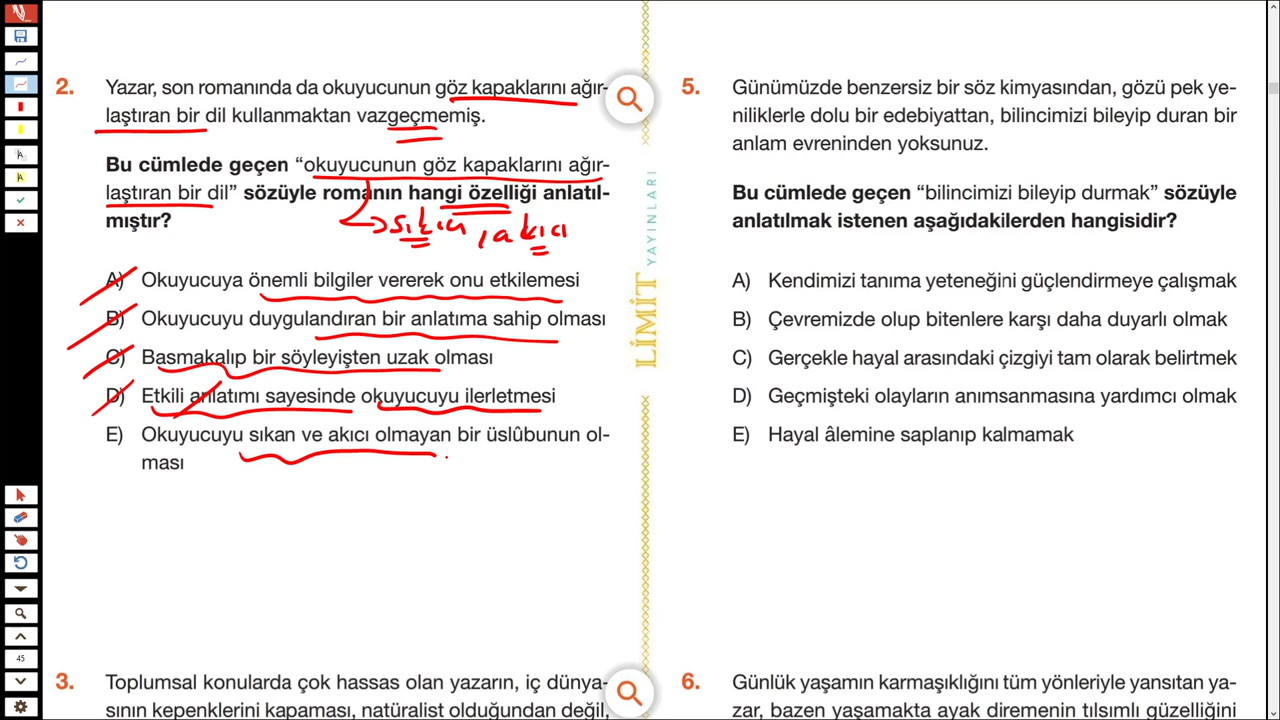 2. Yazar, son romanında da okuyucunun göz kapaklarını ağır-
laştıran bir dil kullanmaktan vazgeçmemiş.
Bu cümlede geçen “okuyucunun göz kapaklarını ağır-
laştıran bir dil” sözüyle romanın hangi özelliği anlatıl-
mıştır?
sıkıcı, akıcı
A) Okuyucuya önemli bilgiler vererek onu etkilemesi
B) Okuyucuyu duygulandıran bir anlatıma sahip olması
C) Basmakalıp bir söyleyişten uzak olması
D) Etkili anlatımı sayesinde okuyucuyu ilerletmesi
E) Okuyucuyu sıkan ve akıcı olmayan bir üslûbunun ol-
ması
3. Toplumsal konularda çok hassas olan yazarın, iç dünya-
sının kepenklerini kapaması, natüralist olduğundan değil,
LİMİT YAYINLARI
5. Günümüzde benzersiz bir söz kimyasından, gözü pek ye-
niliklerle dolu bir edebiyattan, bilincimizi bileyip duran bir
anlam evreninden yoksunuz.
Bu cümlede geçen “bilincimizi bileyip durmak” sözüyle
anlatılmak istenen aşağıdakilerden hangisidir?
A) Kendimizi tanıma yeteneğini güçlendirmeye çalışmak
B) Çevremizde olup bitenlere karşı daha duyarlı olmak
C) Gerçekle hayal arasındaki çizgiyi tam olarak belirtmek
D) Geçmişteki olayların anımsanmasına yardımcı olmak
E) Hayal âlemine saplanıp kalmamak
6. Günlük yaşamın karmaşıklığını tüm yönleriyle yansıtan ya-
zar, bazen yaşamakta ayak diremenin tılsımlı güzelliğini
A
A
45